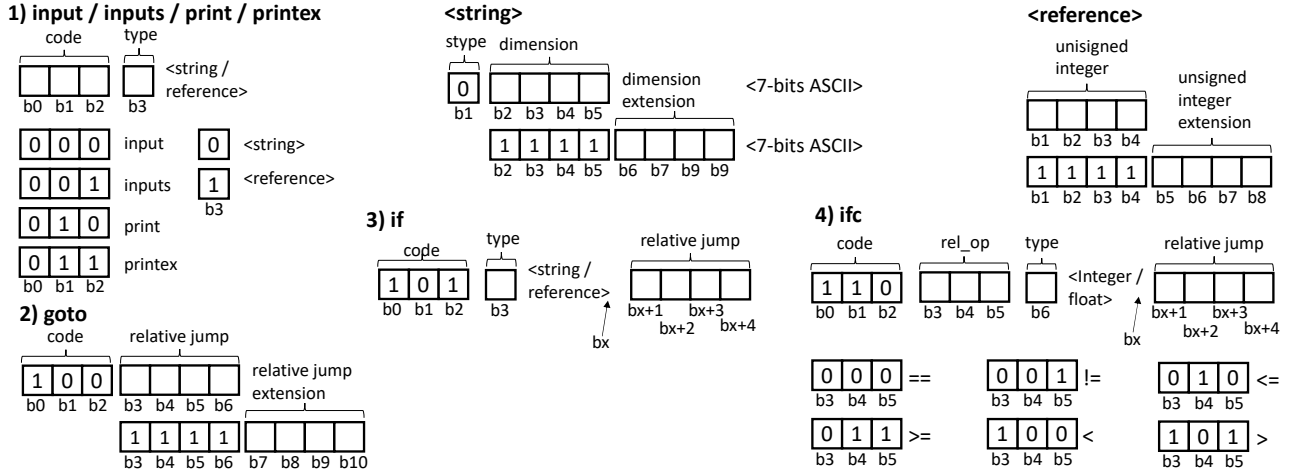 1) input / inputs / print / printex
code type
<string /
reference>
b0 b1 b2 b3
0 0 0 input 0 <string>
0 0 1 inputs 1 <reference>
b3
0 1 0 print
0 1 1 printex
b0 b1 b2
2) goto
code relative jump
1 0 0
b0 b1 b2 b3 b4 b5 b6
relative jump
extension
1 1 1 1
b3 b4 b5 b6 b7 b8 b9 b10
<string>
stype dimension
0
b1 b2 b3 b4 b5
<7-bits ASCII>
dimension
extension
1 1 1 1
b2 b3 b4 b5 b6 b7 b9 b9
<7-bits ASCII>
<reference>
unisigned
integer
b1 b2 b3 b4
unsigned
integer
extension
1 1 1 1
b1 b2 b3 b4 b5 b6 b7 b8
3) if
code type relative jump
1 0 1
<string /
reference>
b0 b1 b2 b3
bx
bx+1 bx+3
bx+2 bx+4
4) ifc
code rel_op type relative jump
1 1 0
<Integer /
float>
b0 b1 b2 b3 b4 b5 b6
bx
bx+1 bx+3
bx+2 bx+4
0 0 0 == 0 0 1 != 0 1 0 <=
b3 b4 b5 b3 b4 b5 b3 b4 b5
0 1 1 >= 1 0 0 < 1 0 1 >
b3 b4 b5 b3 b4 b5 b3 b4 b5